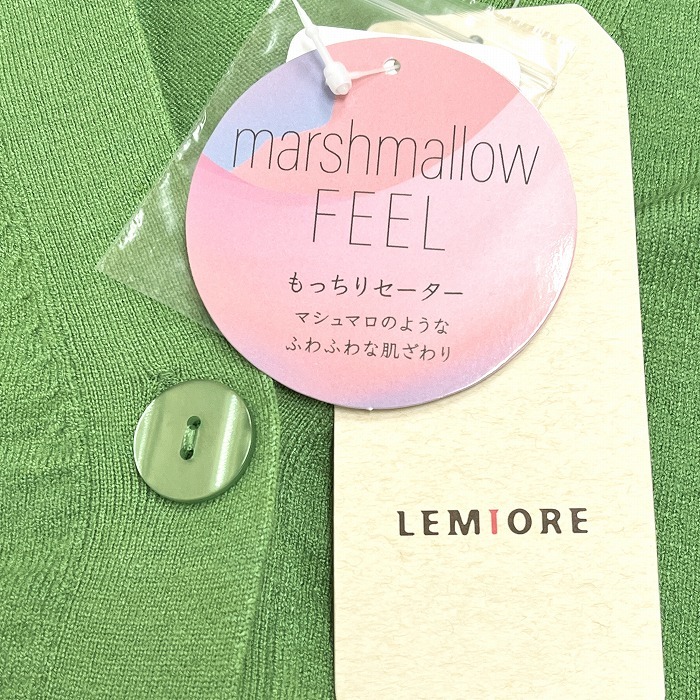 marshmallow
FEEL
もっちりセーター
マシュマロのような
ふわふわな肌ざわり
LEMIORE